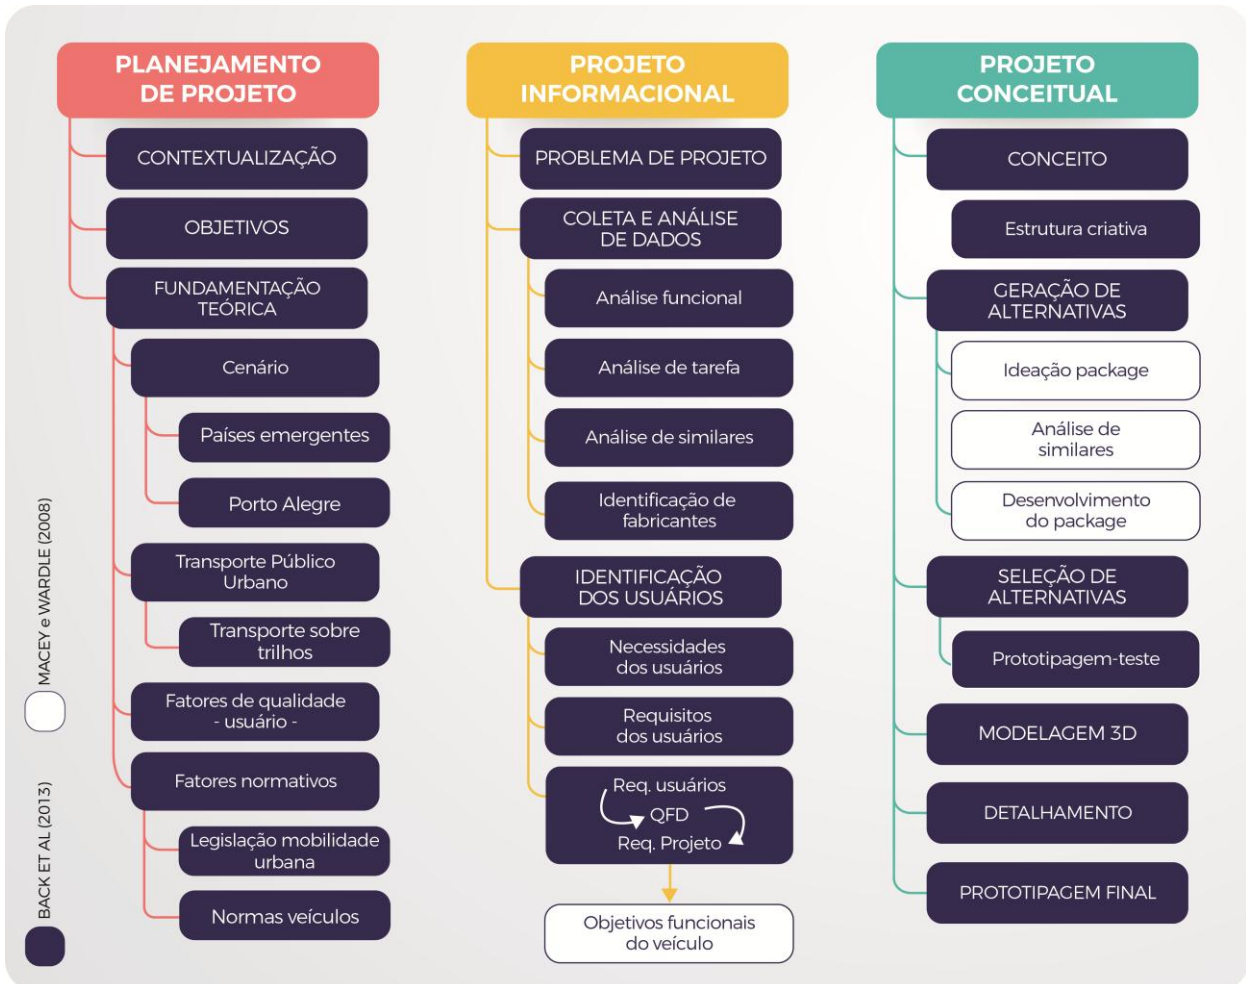 PLANEJAMENTO
DE PROJETO
CONTEXTUALIZAÇÃO
OBJETIVOS
FUNDAMENTAÇÃO
TEÓRICA
Cenário
Países emergentes
Porto Alegre
Transporte Público
Urbano
Transporte sobre
trilhos
Fatores de qualidade
- usuário -
Fatores normativos
Legislação mobilidade
urbana
Normas veículos
PROJETO
INFORMACIONAL
PROBLEMA DE PROJETO
COLETA E ANÁLISE
DE DADOS
Análise funcional
Análise de tarefa
Análise de similares
Identificação de
fabricantes
IDENTIFICAÇÃO
DOS USUÁRIOS
Necessidades
dos usuários
Requisitos
dos usuários
Req. usuários
QFD
Req. Projeto
Objetivos funcionais
do veículo
PROJETO
CONCEITUAL
CONCEITO
Estrutura criativa
GERAÇÃO DE
ALTERNATIVAS
Ideação package
Análise de
similares
Desenvolvimento
do package
SELEÇÃO DE
ALTERNATIVAS
Prototipagem-teste
MODELAGEM 3D
DETALHAMENTO
PROTOTIPAGEM FINAL
MACEY e WARDLE (2008)
BACK ET AL (2013)